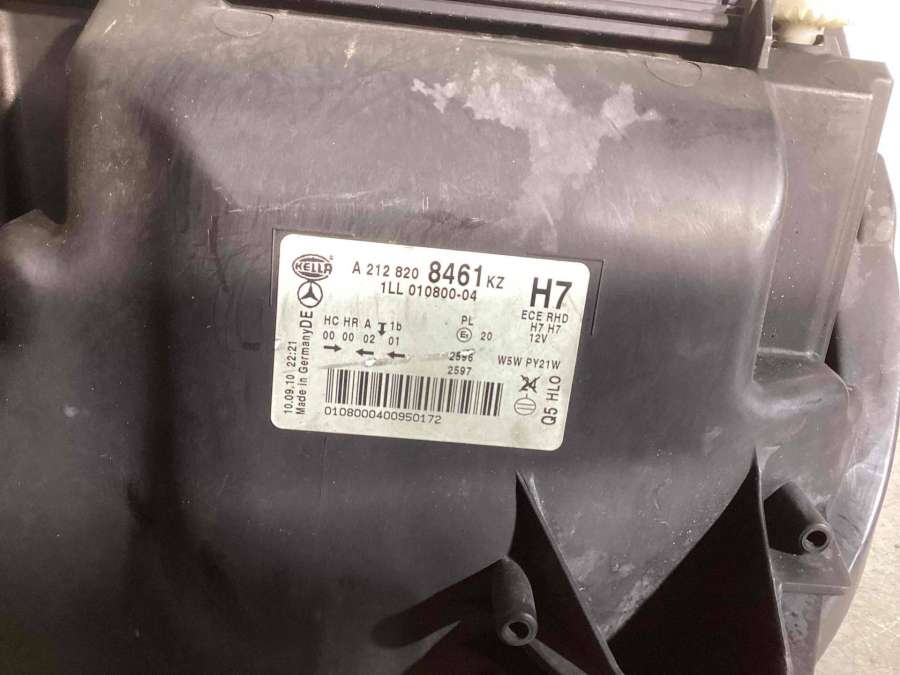 HELLA
A 212 820 8461 KZ
1LL 010800-04
H7
ECE RHD
H7 H7
12V
DE
HC HR A 1b
00 00 02 01
PL
E1 20
2596
2597
W5W PY21W
24
Q5 HLO
10.09.10 22:21
Made in Germany
0108000400950172